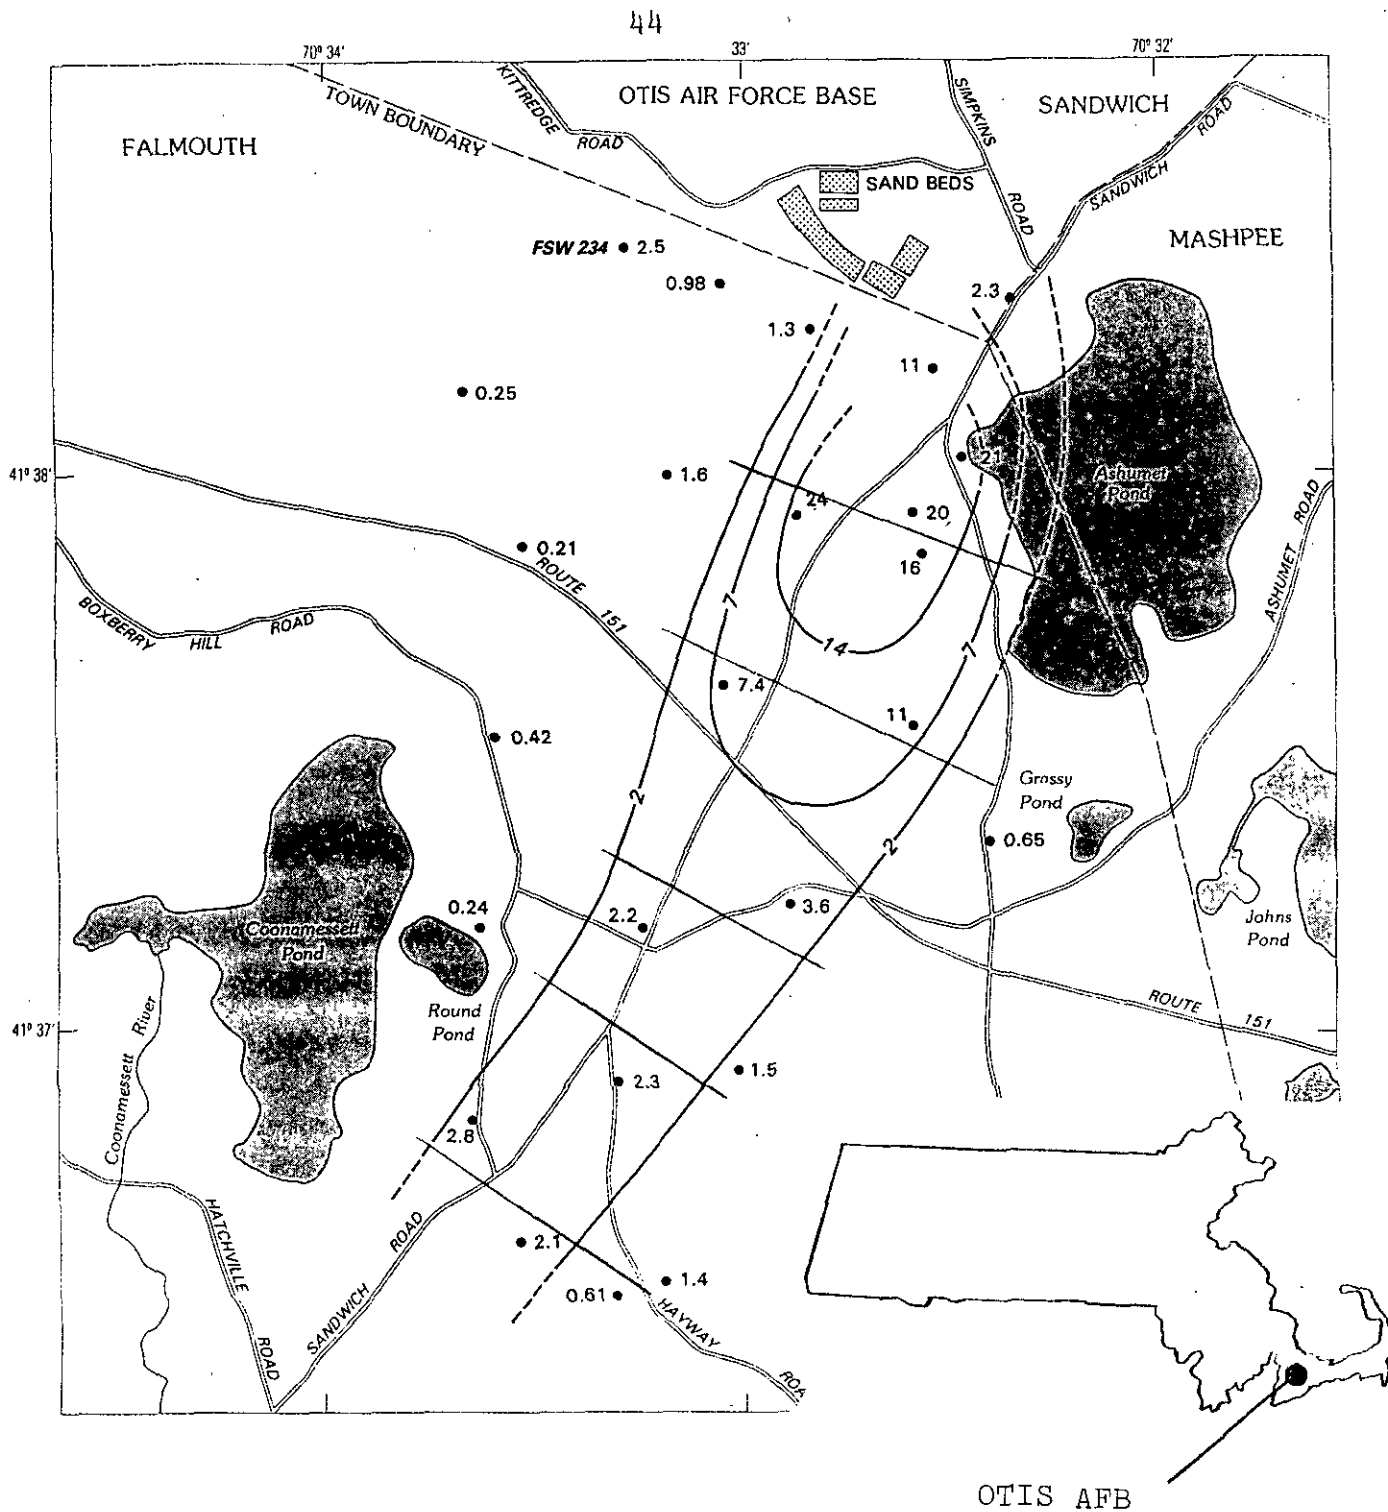 44
70° 34'
33'
70° 32'
KITTREDGE
ROAD
OTIS AIR FORCE BASE
SIMPKINS
ROAD
SANDWICH
SANDWICH
ROAD
TOWN BOUNDARY
FALMOUTH
SAND BEDS
MASHPEE
FSW 234
2.5
0.98
2.3
1.3
11
0.25
41° 38'
1.6
21
Ashumet
Pond
24
20
0.21
16
ROUTE
151
ASHUMET
ROAD
BOXBERRY
HILL
ROAD
7
14
7
7.4
11
0.42
2
Grassy
Pond
2
0.65
0.24
2.2
3.6
Coonamessett
Pond
Johns
Pond
Round
Pond
ROUTE
151
41° 37'
Coonamessett
River
2.3
1.5
2.8
HATCHVILLE
ROAD
SANDWICH
ROAD
2.1
1.4
0.61
HAYWAY
ROA
OTIS AFB